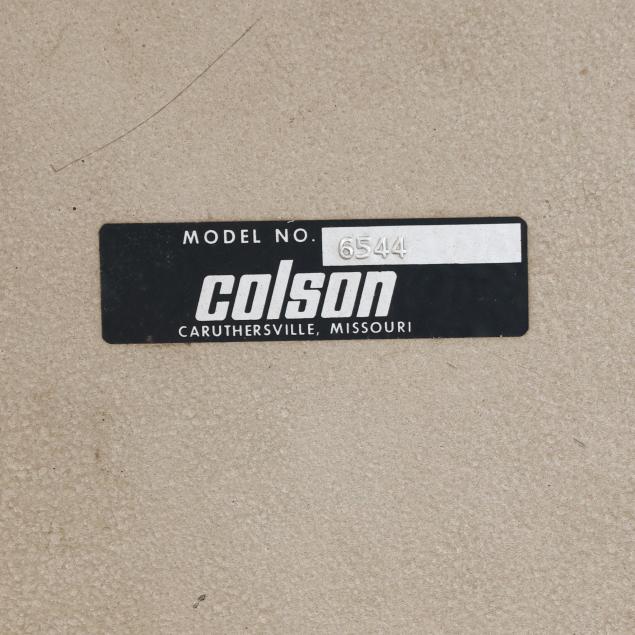 MODEL NO. 6544
colson
CARUTHERSVILLE, MISSOURI